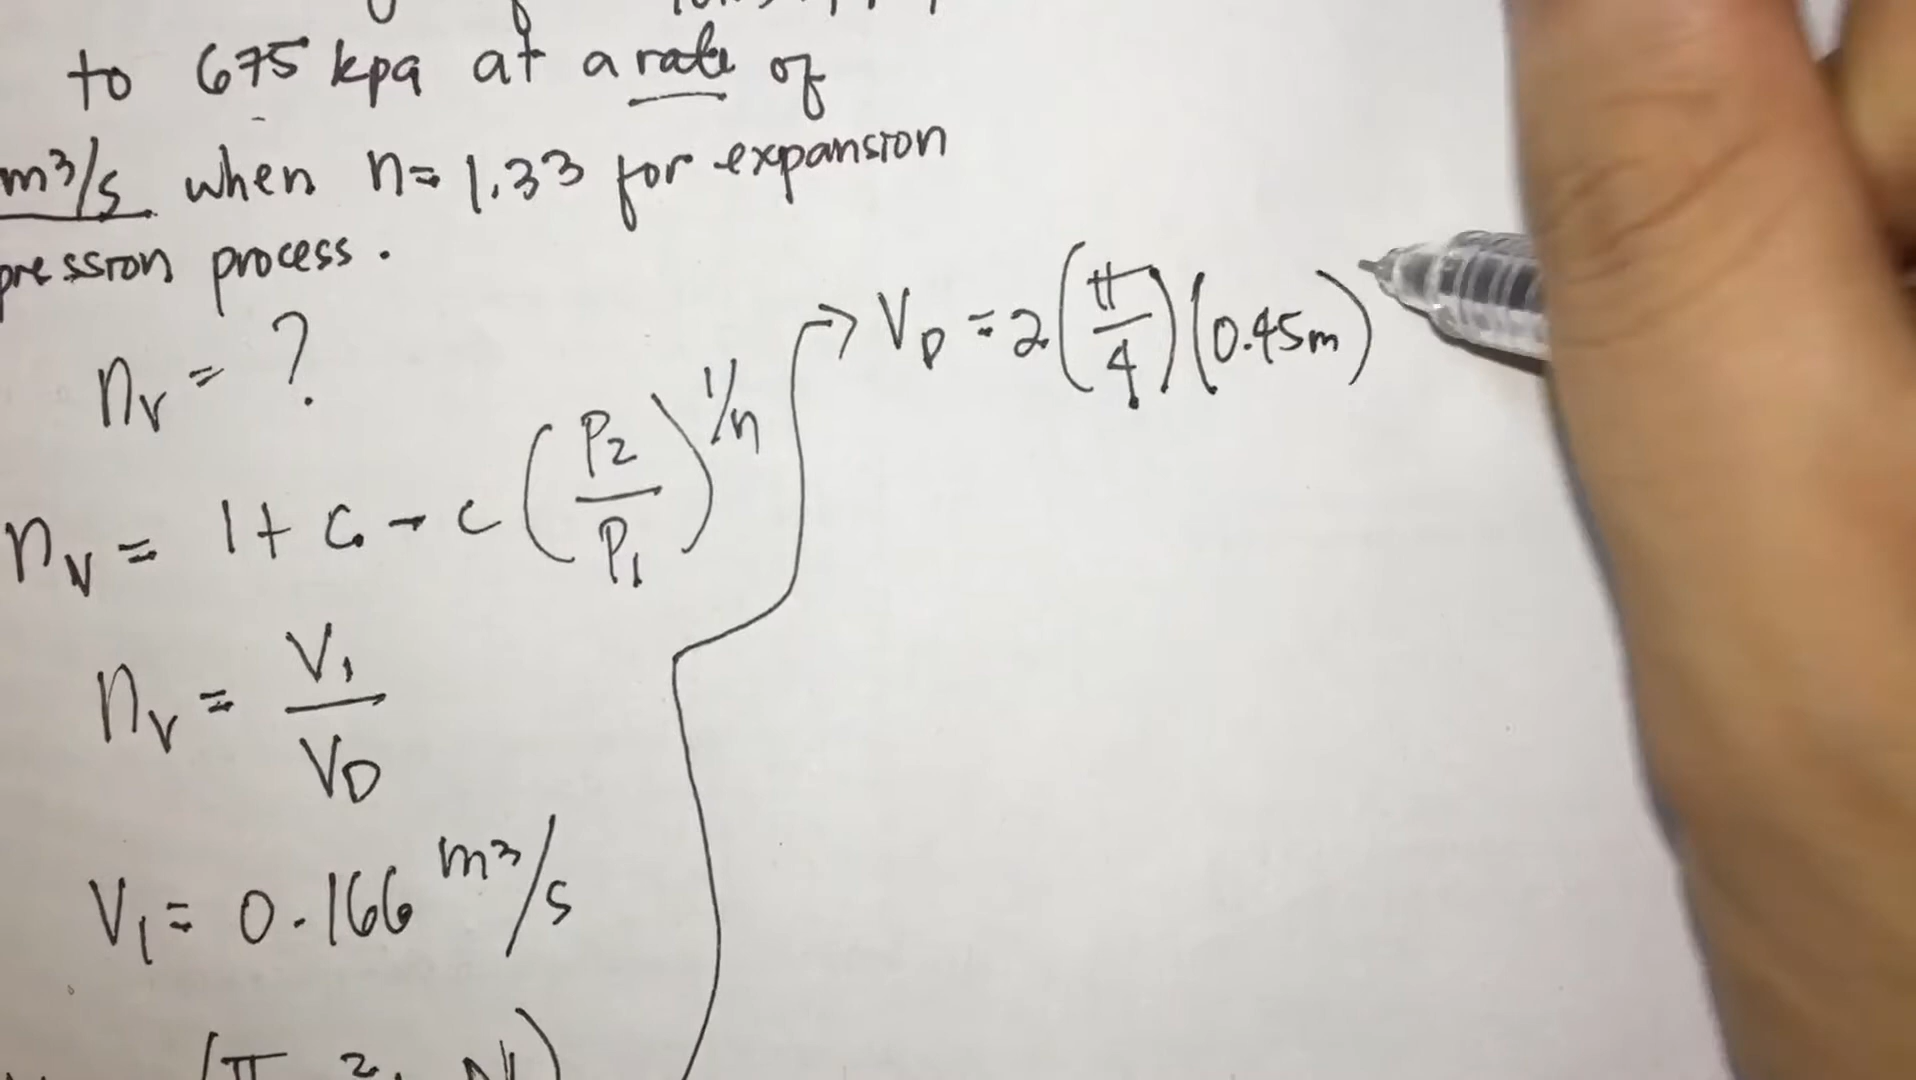 to 675 kpa at a rate of
m³/s when n = 1.33 for expansion
pression process.
nv = ?
nv = 1 + c - c (P2/P1)^1/n
nv = V1/VD
V1 = 0.166 m³/s
VD = 2 (π/4) (0.45m)